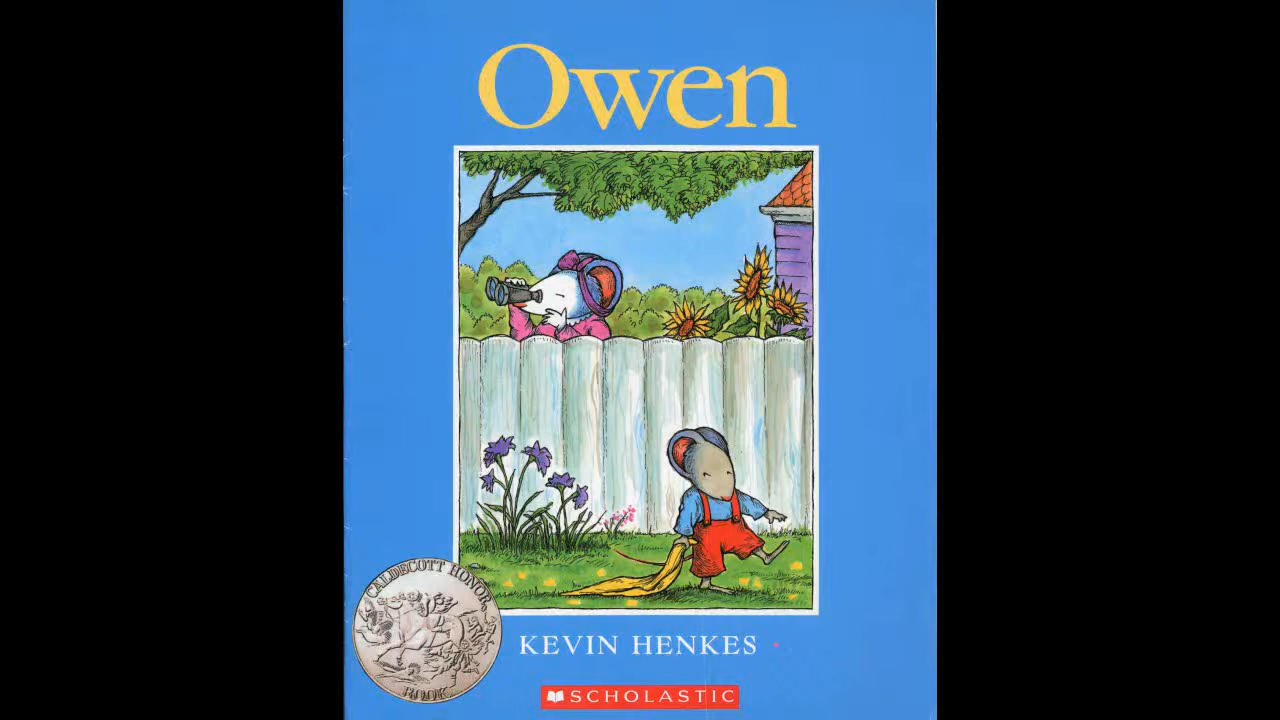 Owen
KEVIN HENKES
CALDECOTT HONOR
BOOK
SCHOLASTIC